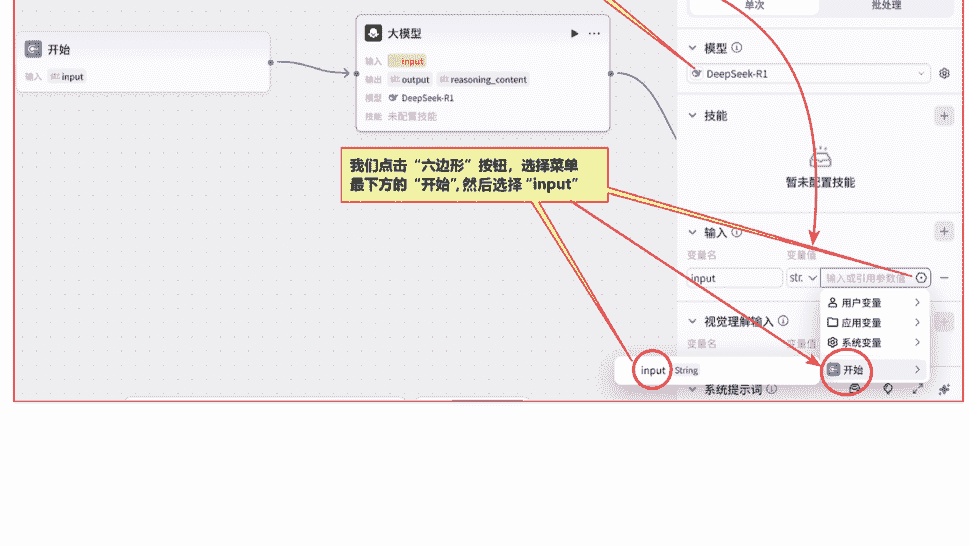 单次
批处理
开始
输入 str. input
大模型
输入 input
输出 str. output str. reasoning_content
模型 DeepSeek-R1
技能 未配置技能
我们点击“六边形”按钮，选择菜单
最下方的“开始”,然后选择“input”
模型
DeepSeek-R1
技能
暂未配置技能
输入
变量名 变量值
input str. 输入或引用参数值
用户变量
应用变量
系统变量
开始
视觉理解输入
变量名 变量值
input String
系统提示词